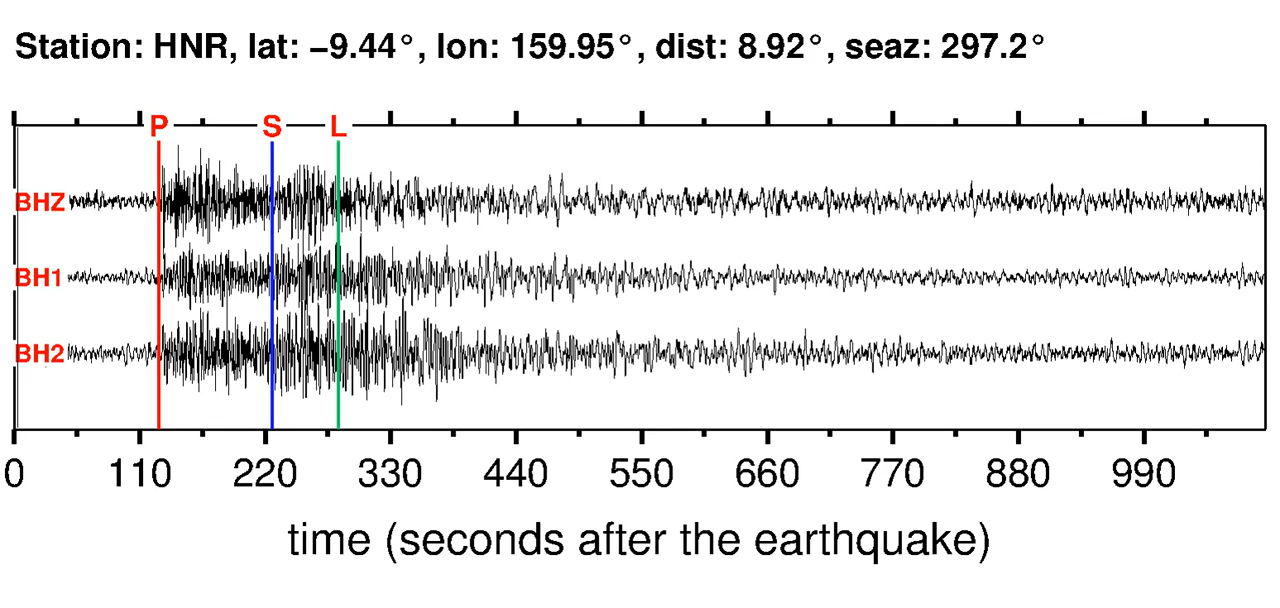 Station: HNR, lat: −9.44°, lon: 159.95°, dist: 8.92°, seaz: 297.2°
P S L
BHZ
BH1
BH2
0 110 220 330 440 550 660 770 880 990
time (seconds after the earthquake)